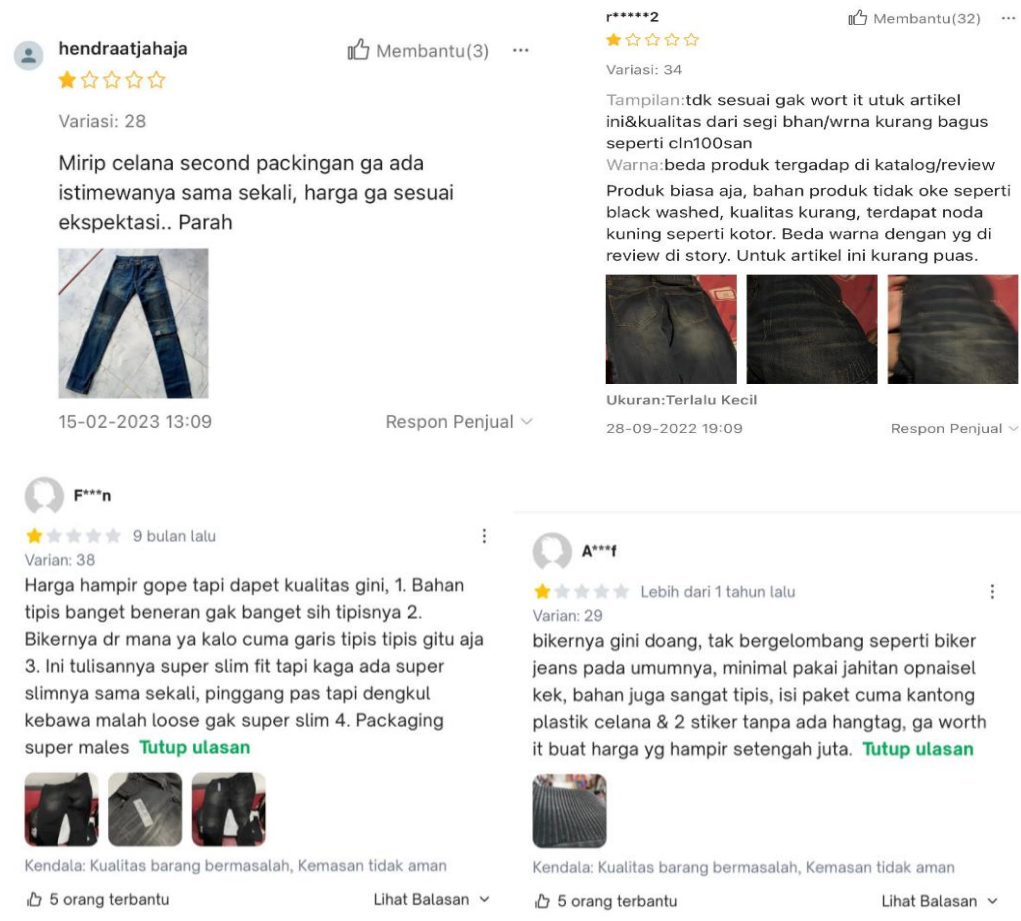 hendraatjahaja
Membantu(3)
Variasi: 28
Mirip celana second packingan ga ada
istimewanya sama sekali, harga ga sesuai
ekspektasi.. Parah
15-02-2023 13:09
Respon Penjual
r*****2
Membantu(32)
Variasi: 34
Tampilan:tdk sesuai gak wort it utuk artikel
ini&kualitas dari segi bhan/wrna kurang bagus
seperti cln100san
Warna:beda produk tergadap di katalog/review
Produk biasa aja, bahan produk tidak oke seperti
black washed, kualitas kurang, terdapat noda
kuning seperti kotor. Beda warna dengan yg di
review di story. Untuk artikel ini kurang puas.
Ukuran:Terlalu Kecil
28-09-2022 19:09
Respon Penjual
F***n
9 bulan lalu
Varian: 38
Harga hampir gope tapi dapet kualitas gini, 1. Bahan
tipis banget beneran gak banget sih tipisnya 2.
Bikernya dr mana ya kalo cuma garis tipis tipis gitu aja
3. Ini tulisannya super slim fit tapi kaga ada super
slimnya sama sekali, pinggang pas tapi dengkul
kebawa malah loose gak super slim 4. Packaging
super males Tutup ulasan
Kendala: Kualitas barang bermasalah, Kemasan tidak aman
5 orang terbantu
Lihat Balasan
A***f
Lebih dari 1 tahun lalu
Varian: 29
bikernya gini doang, tak bergelombang seperti biker
jeans pada umumnya, minimal pakai jahitan opnaisel
kek, bahan juga sangat tipis, isi paket cuma kantong
plastik celana & 2 stiker tanpa ada hangtag, ga worth
it buat harga yg hampir setengah juta. Tutup ulasan
Kendala: Kualitas barang bermasalah, Kemasan tidak aman
5 orang terbantu
Lihat Balasan